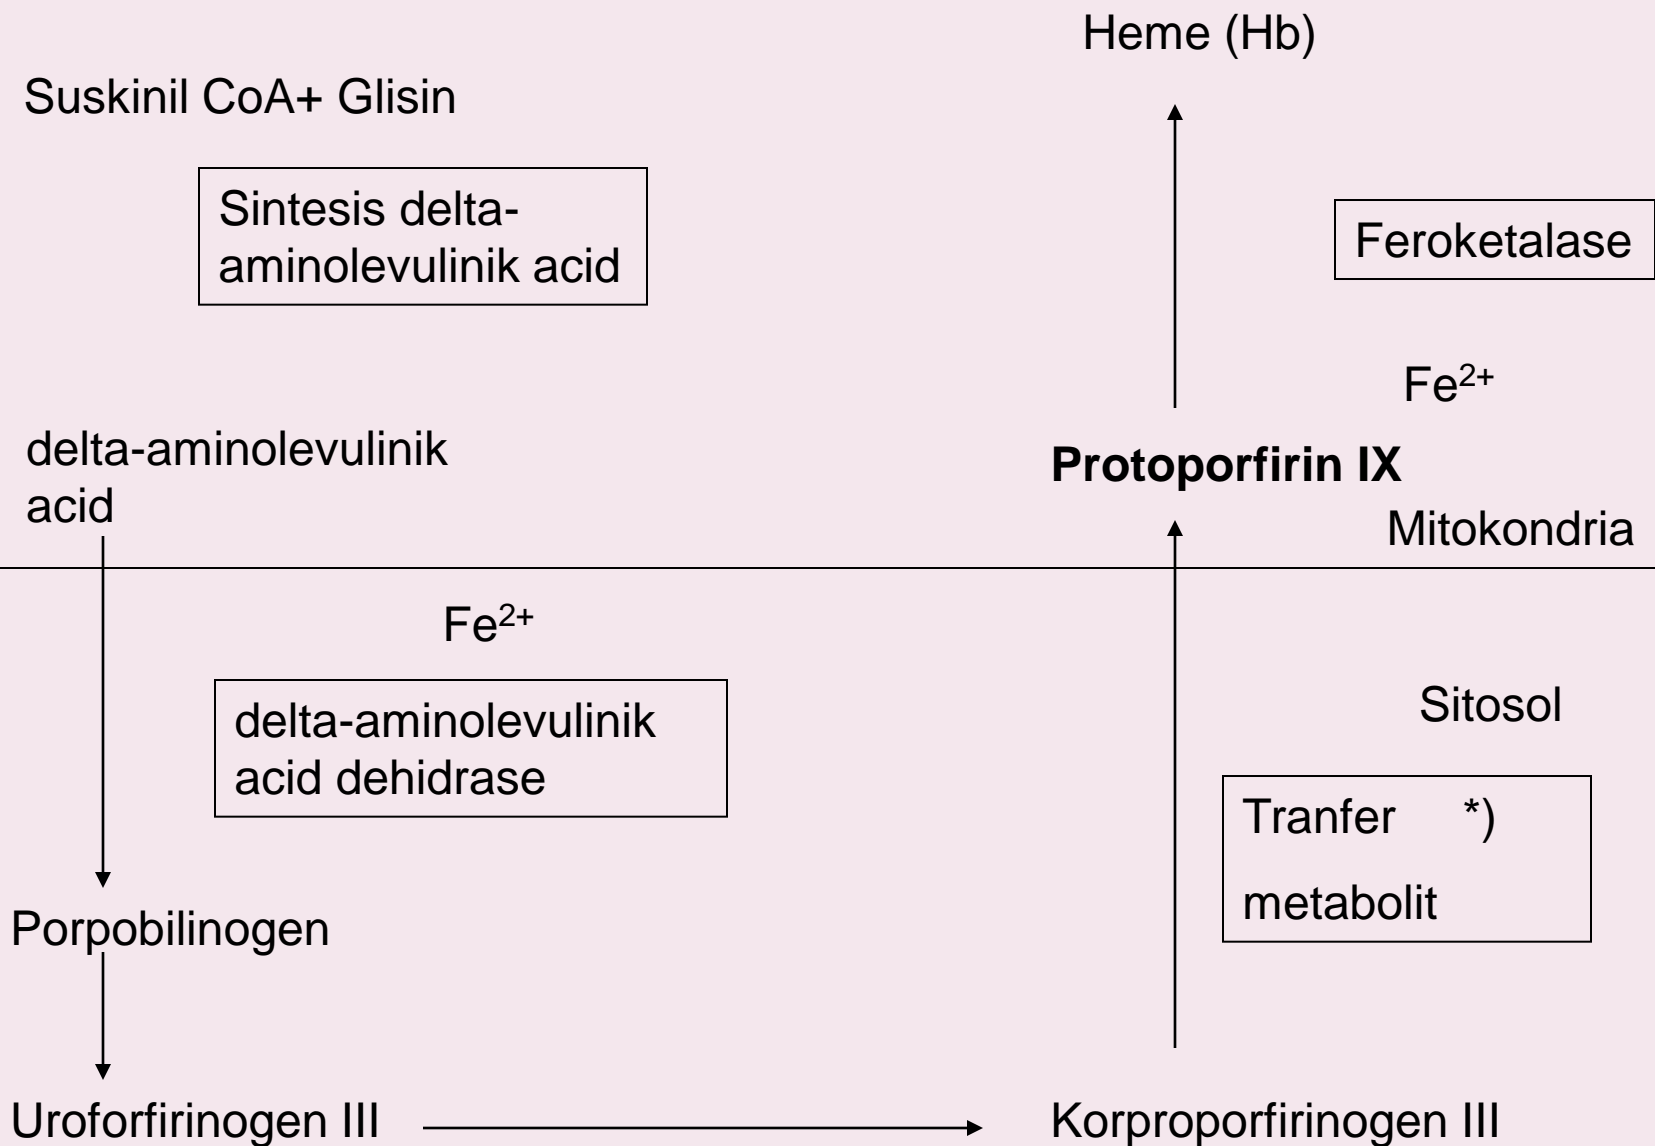 Heme (Hb)
Suskinil CoA+ Glisin
Sintesis delta-
aminolevulinik acid
Feroketalase
Fe²⁺
delta-aminolevulinik
acid
Protoporfirin IX
Mitokondria
Fe²⁺
delta-aminolevulinik
acid dehidrase
Sitosol
Tranfer *)
metabolit
Porpobilinogen
Uroforfirinogen III
Korproporfirinogen III